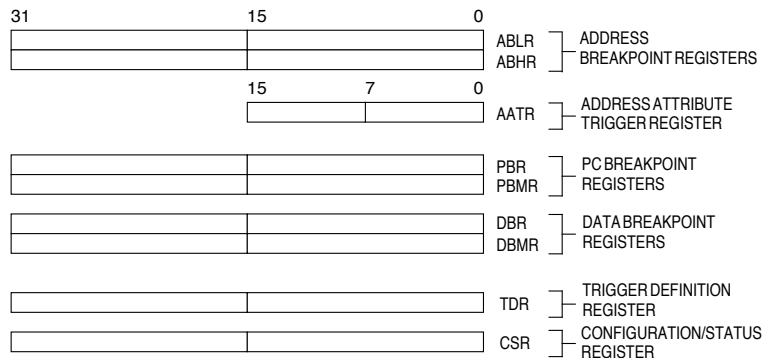 31 15 0
ABLR ADDRESS
ABHR BREAKPOINT REGISTERS
15 7 0
AATR ADDRESS ATTRIBUTE
TRIGGER REGISTER
PBR PC BREAKPOINT
PBMR REGISTERS
DBR DATA BREAKPOINT
DBMR REGISTERS
TDR TRIGGER DEFINITION
REGISTER
CSR CONFIGURATION/STATUS
REGISTER